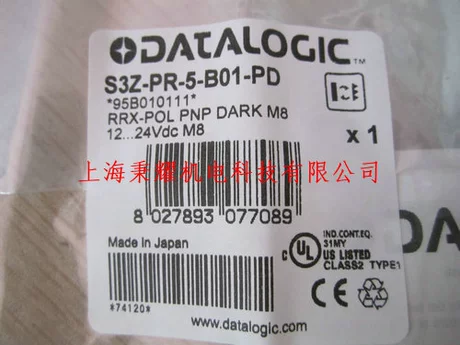 DATALOGIC™
S3Z-PR-5-B01-PD
*95B010111*
RRX-POL PNP DARK M8
12...24Vdc M8
x 1
上海秉耀机电科技有限公司
8 027893 077089
Made in Japan
IND.CONT.EQ.
31MY
US LISTED
CLASS2 TYPE1
C UL
CE
*74120*
www.datalogic.com
DATALOGIC